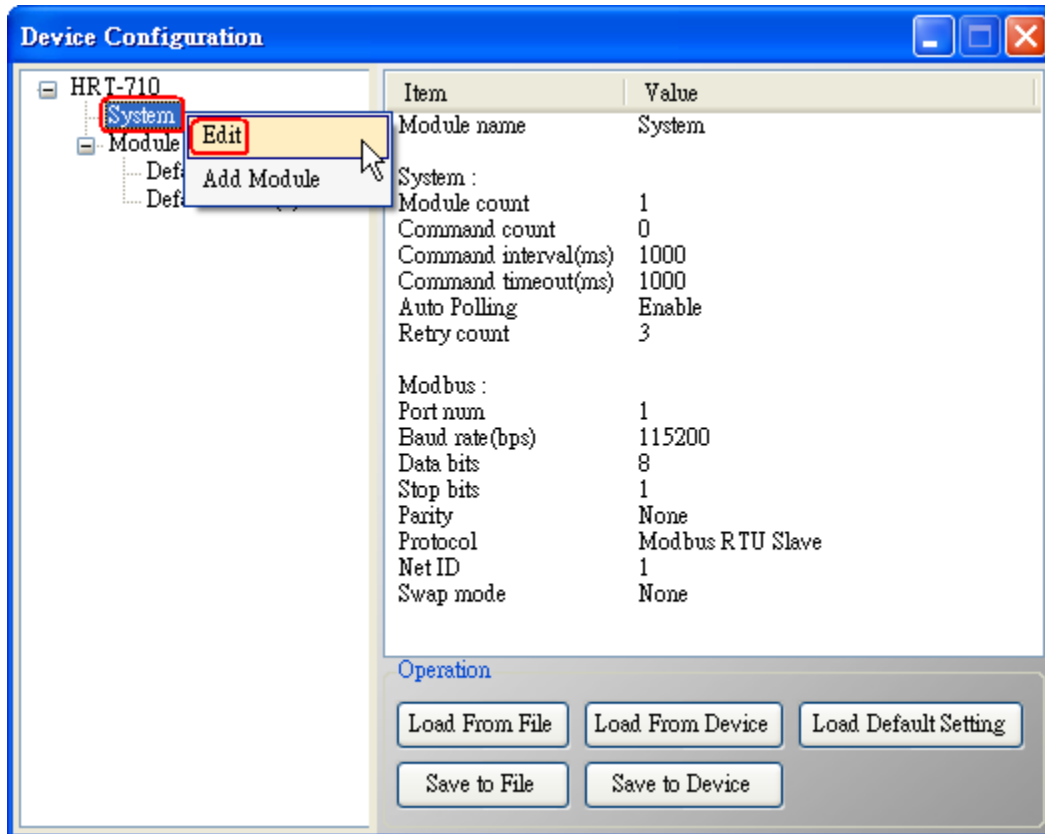 Device Configuration
HRT-710
System
Module
Edit
Add Module
Item Value
Module name System
System :
Module count 1
Command count 0
Command interval(ms) 1000
Command timeout(ms) 1000
Auto Polling Enable
Retry count 3
Modbus :
Port num 1
Baud rate(bps) 115200
Data bits 8
Stop bits 1
Parity None
Protocol Modbus RTU Slave
Net ID 1
Swap mode None
Operation
Load From File Load From Device Load Default Setting
Save to File Save to Device